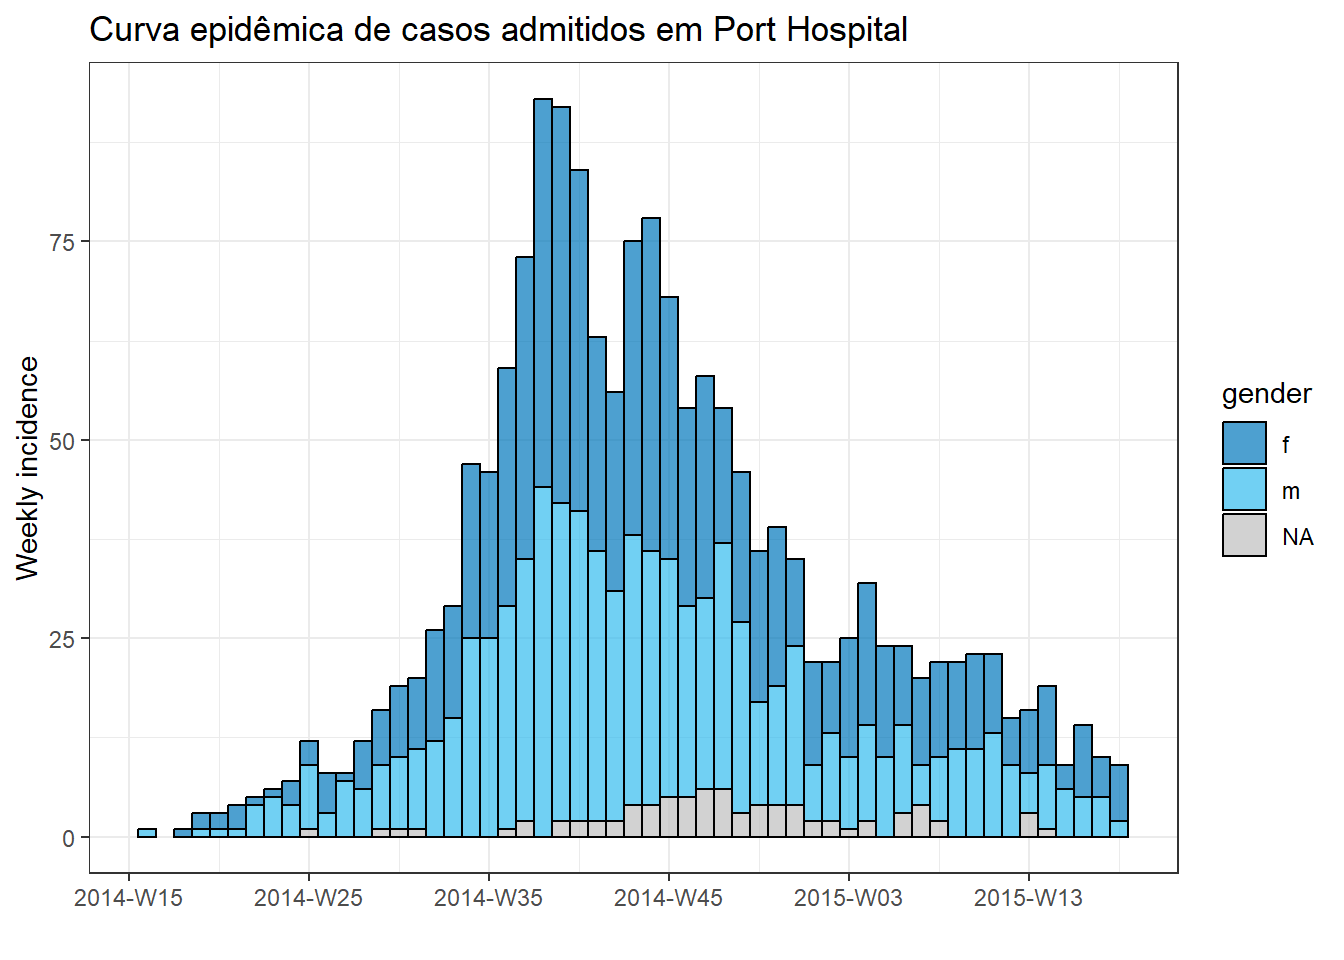 Curva epidêmica de casos admitidos em Port Hospital
Weekly incidence
75
50
25
0
2014-W15
2014-W25
2014-W35
2014-W45
2015-W03
2015-W13
gender
f
m
NA